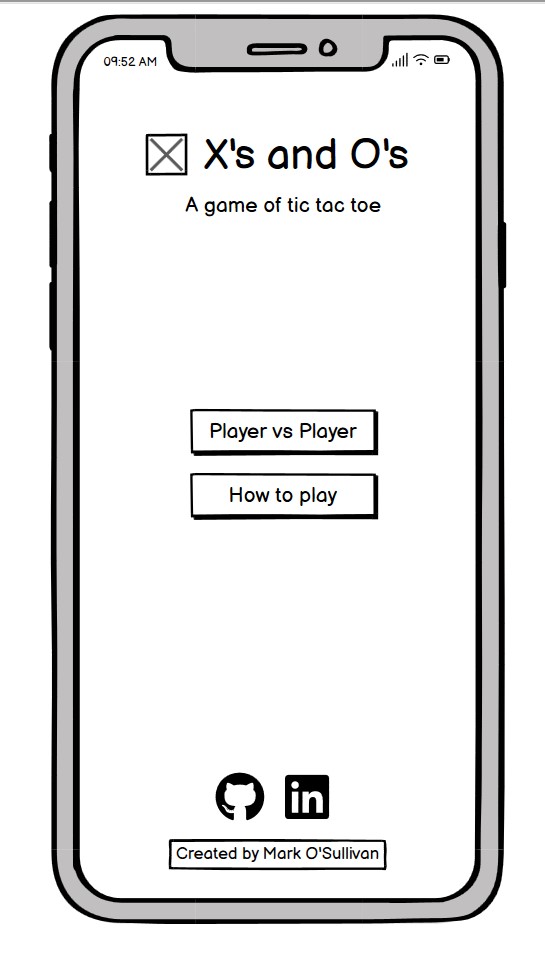 09:52 AM
X's and O's
A game of tic tac toe
Player vs Player
How to play
in
Created by Mark O'Sullivan